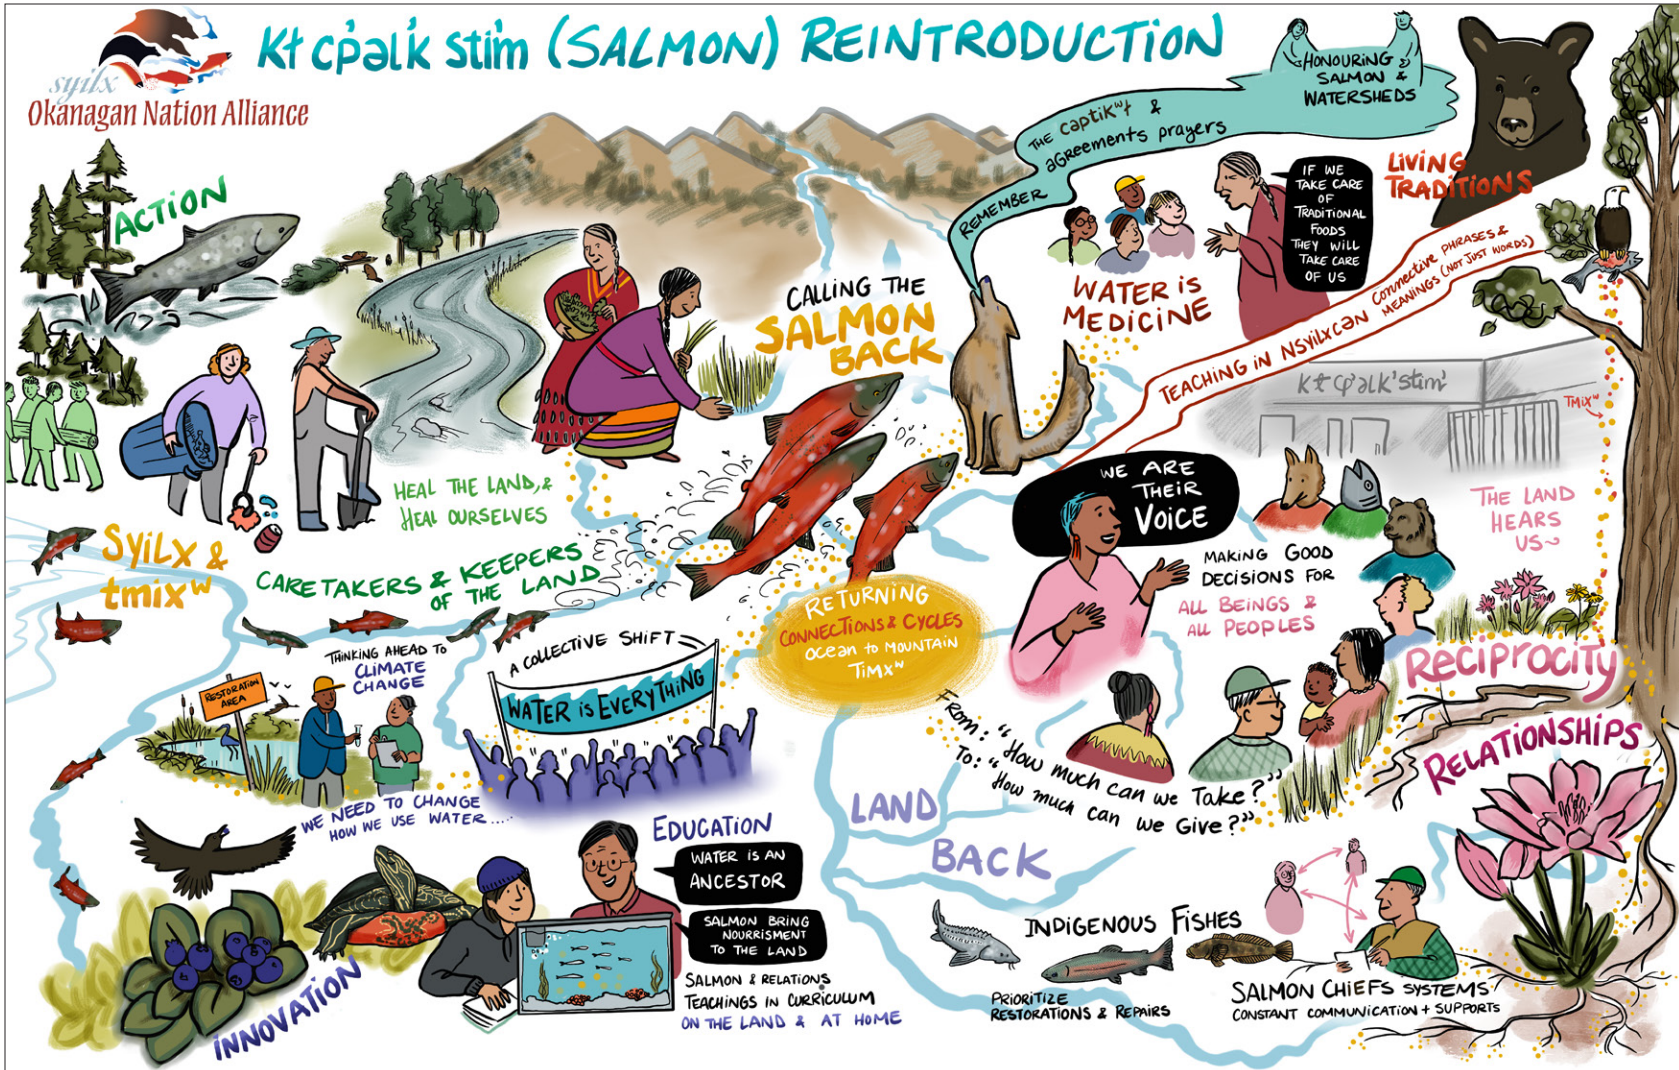 Kł cp̓əlk̓ stim̓ (SALMON) REINTRODUCTION
syilx
Okanagan Nation Alliance
HONOURING
SALMON &
WATERSHEDS
REMEMBER THE captikʷł &
agreements prayers
LIVING
TRADITIONS
IF WE
TAKE CARE
OF
TRADITIONAL
FOODS
THEY WILL
TAKE CARE
OF US
WATER iS
MEDICINE
TEACHING IN NSYilXCəN Connective PHRASES &
MEANINGS (NOT JUST WORDS)
ACTION
CALLING THE
SALMON
BACK
kł cp̓əlk̓ stim̓
TMiXʷ
HEAL THE LAND, &
HEAL OURSELVES
WE ARE
THEIR
VOICE
THE LAND
HEARS
US~
MAKING GOOD
DECISIONS FOR
ALL BEINGS &
ALL PEOPLES
SYiLX &
tmixʷ
CARETAKERS & KEEPERS
OF THE LAND
RETURNING
CONNECTIONS & CYCLES
OCEAN to MOUNTAIN
TiMXʷ
THINKING AHEAD TO
CLIMATE
CHANGE
RESTORATION
AREA
A COLLECTIVE SHIFT
WATER iS EVERYTHING
RECIPROCITY
RELATIONSHIPS
From: "How much can we Take?"
To: "How much can we Give?"
WE NEED TO CHANGE
HOW WE USE WATER.....
LAND
BACK
EDUCATION
WATER IS AN
ANCESTOR
SALMON BRING
NOURRISMENT
TO THE LAND
SALMON & RELATIONS
TEACHINGS IN CURRICULUM
ON THE LAND & AT HOME
INNOVATION
INDIGENOUS FISHES
PRIORITIZE
RESTORATIONS & REPAIRS
SALMON CHIEFS SYSTEMS
CONSTANT COMMUNICATION + SUPPORTS